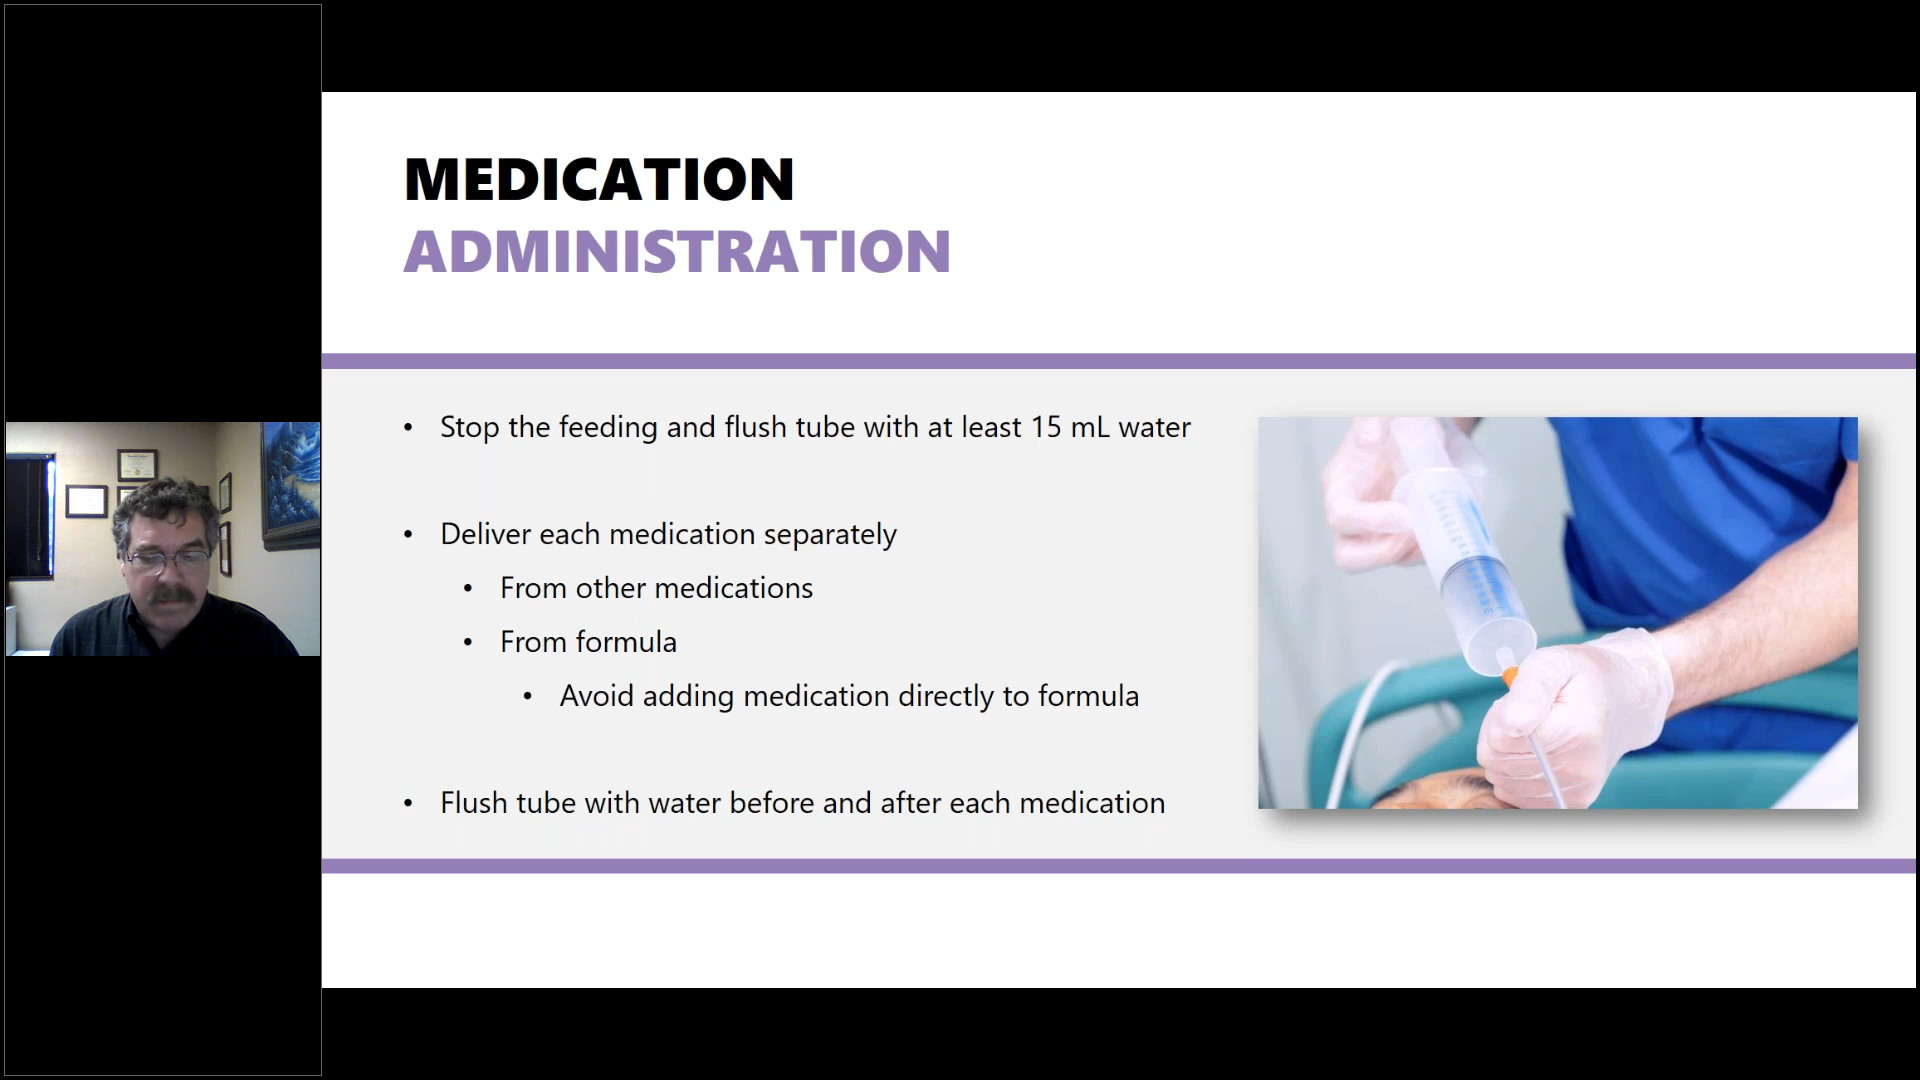 MEDICATION
ADMINISTRATION
• Stop the feeding and flush tube with at least 15 mL water
• Deliver each medication separately
• From other medications
• From formula
• Avoid adding medication directly to formula
• Flush tube with water before and after each medication